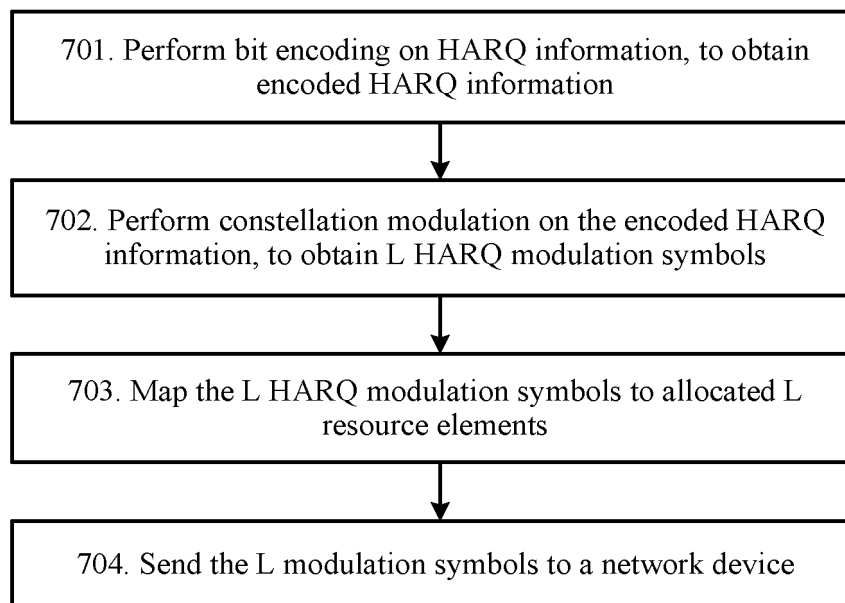 701. Perform bit encoding on HARQ information, to obtain
encoded HARQ information
702. Perform constellation modulation on the encoded HARQ
information, to obtain L HARQ modulation symbols
703. Map the L HARQ modulation symbols to allocated L
resource elements
704. Send the L modulation symbols to a network device